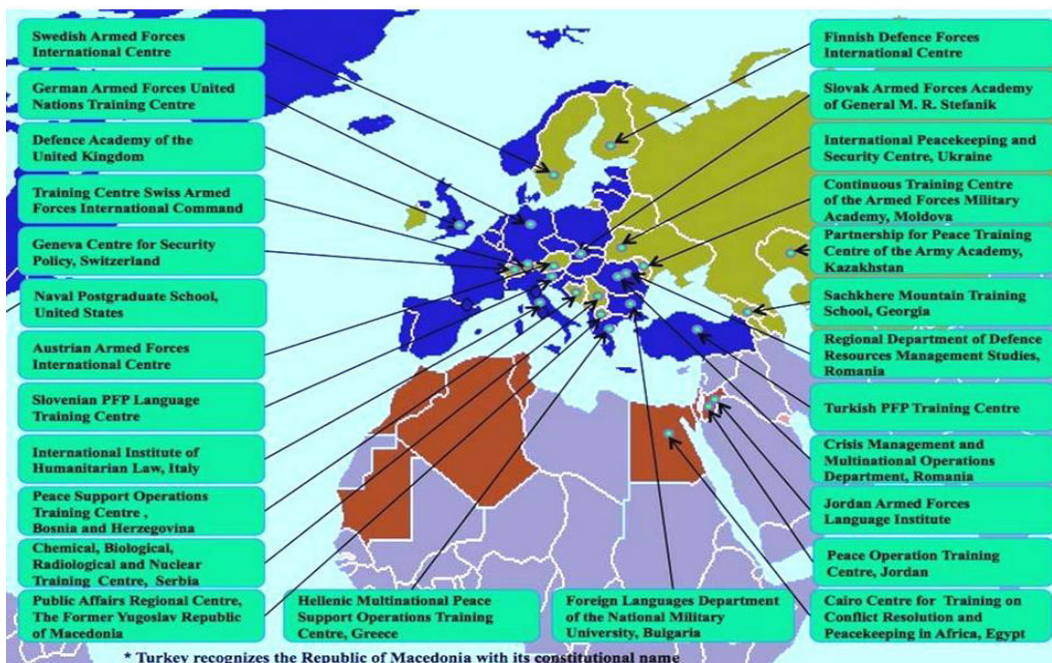 Swedish Armed Forces
International Centre
German Armed Forces United
Nations Training Centre
Defence Academy of the
United Kingdom
Training Centre Swiss Armed
Forces International Command
Geneva Centre for Security
Policy, Switzerland
Naval Postgraduate School,
United States
Austrian Armed Forces
International Centre
Slovenian PFP Language
Training Centre
International Institute of
Humanitarian Law, Italy
Peace Support Operations
Training Centre ,
Bosnia and Herzegovina
Chemical, Biological,
Radiological and Nuclear
Training Centre, Serbia
Public Affairs Regional Centre,
The Former Yugoslav Republic
of Macedonia
Hellenic Multinational Peace
Support Operations Training
Centre, Greece
Foreign Languages Department
of the National Military
University, Bulgaria
Finnish Defence Forces
International Centre
Slovak Armed Forces Academy
of General M. R. Stefanik
International Peacekeeping and
Security Centre, Ukraine
Continuous Training Centre
of the Armed Forces Military
Academy, Moldova
Partnership for Peace Training
Centre of the Army Academy,
Kazakhstan
Sachkhere Mountain Training
School, Georgia
Regional Department of Defence
Resources Management Studies,
Romania
Turkish PFP Training Centre
Crisis Management and
Multinational Operations
Department, Romania
Jordan Armed Forces
Language Institute
Peace Operation Training
Centre, Jordan
Cairo Centre for Training on
Conflict Resolution and
Peacekeeping in Africa, Egypt
* Turkey recognizes the Republic of Macedonia with its constitutional name